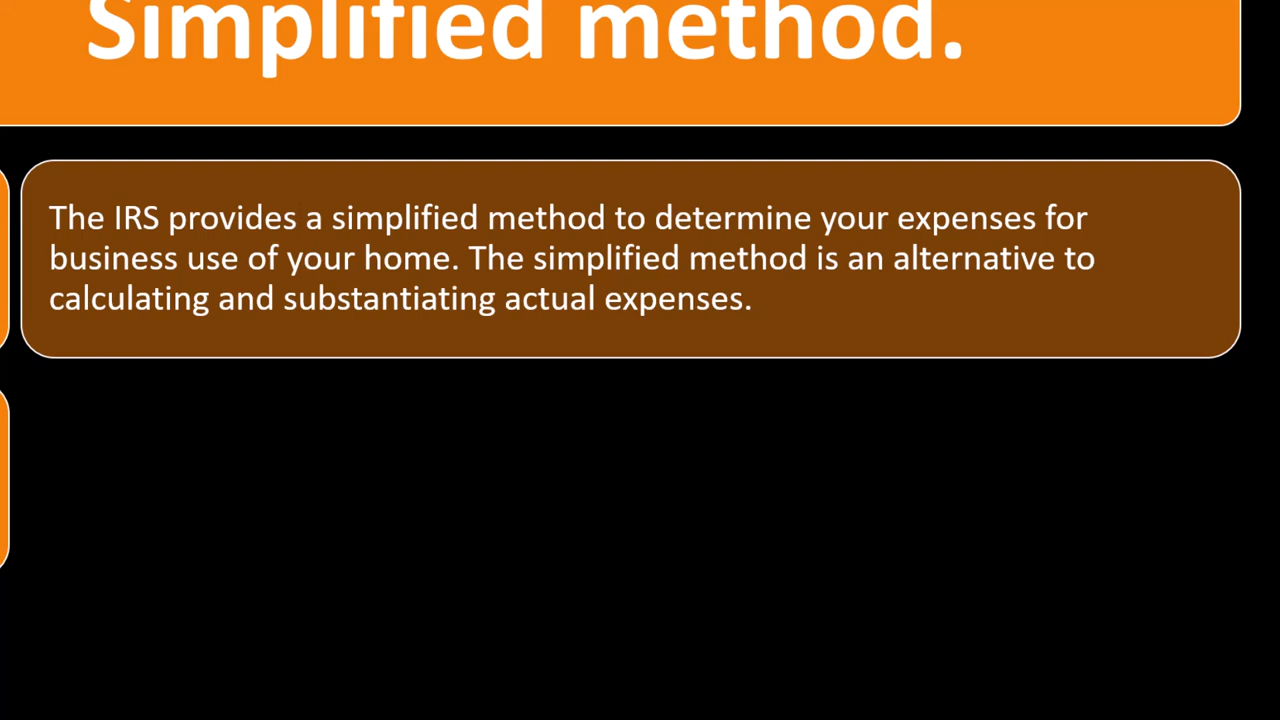 Simplified method.
The IRS provides a simplified method to determine your expenses for
business use of your home. The simplified method is an alternative to
calculating and substantiating actual expenses.